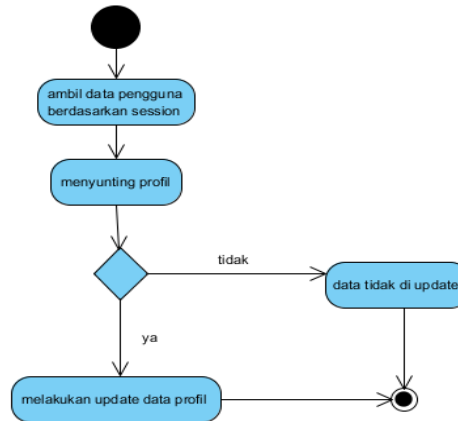 ambil data pengguna
berdasarkan session
menyunting profil
tidak
data tidak di update
ya
melakukan update data profil